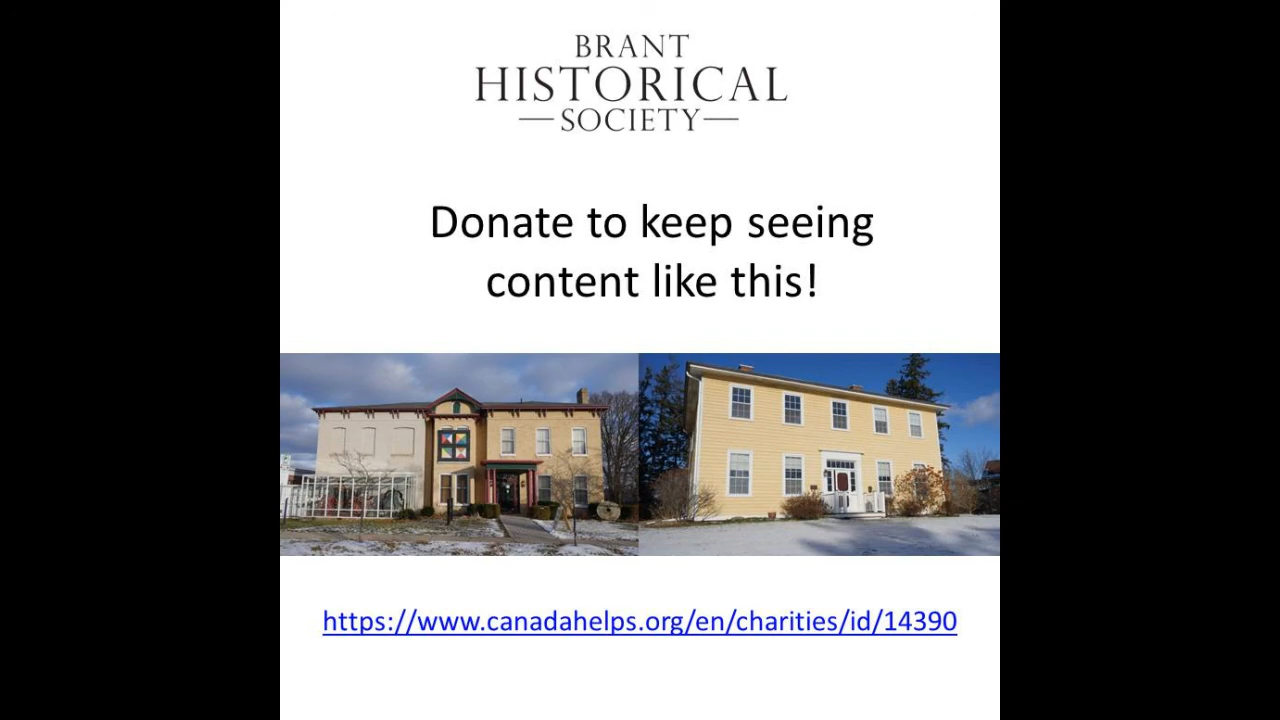 BRANT
HISTORICAL
SOCIETY
Donate to keep seeing
content like this!
https://www.canadahelps.org/en/charities/id/14390